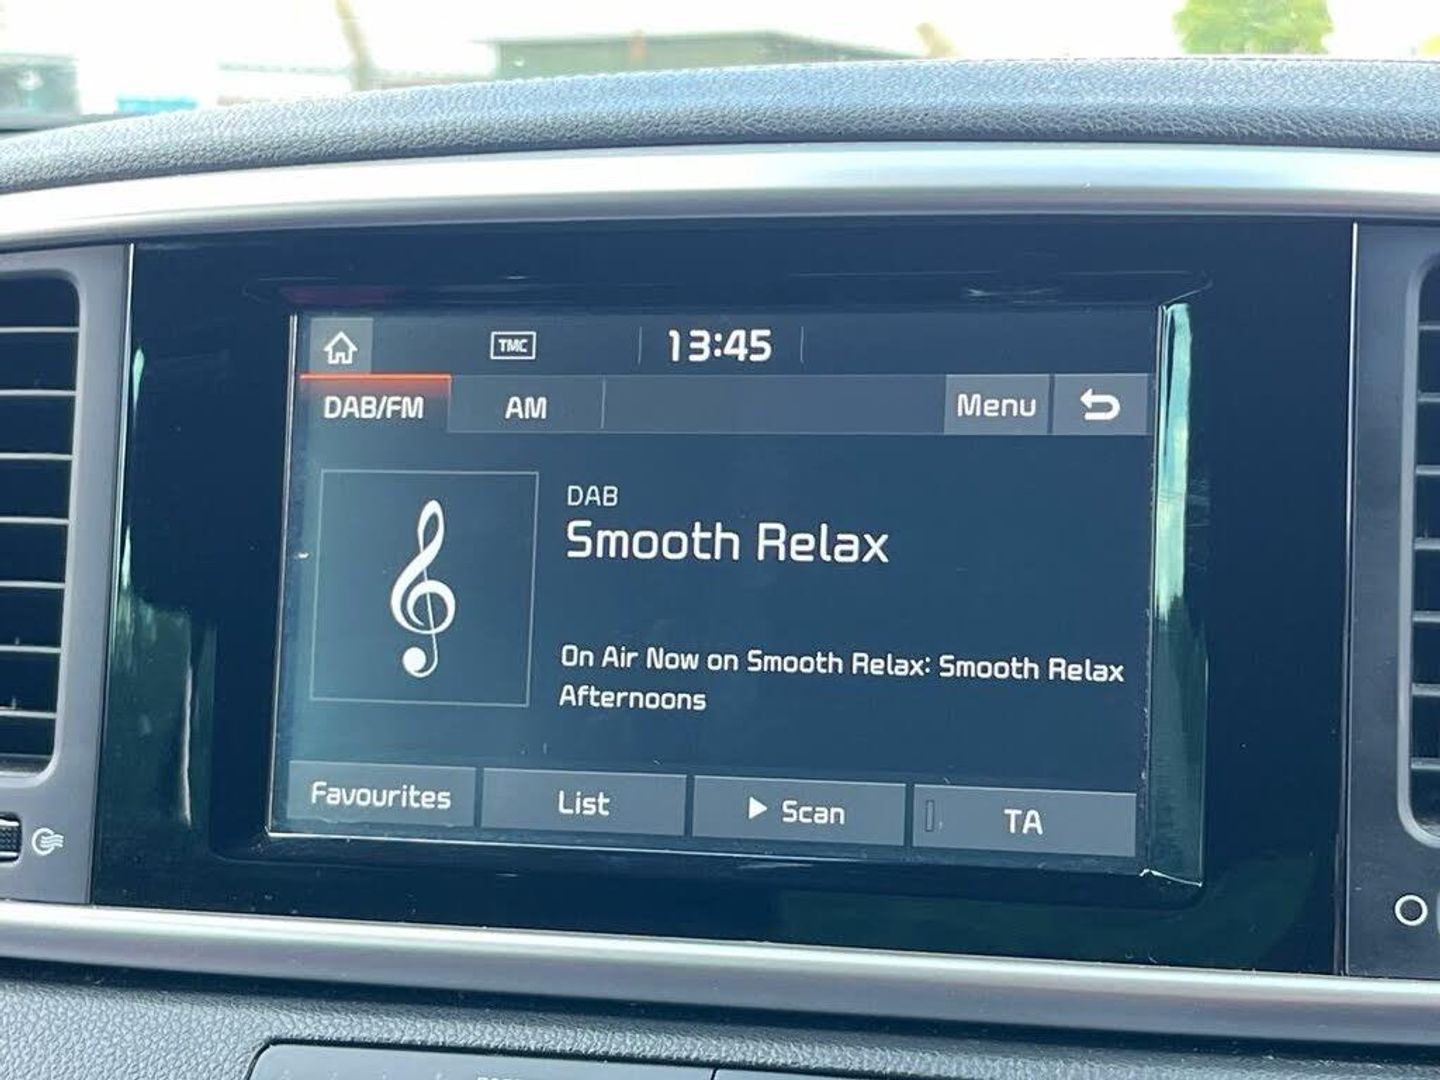 TMC
13:45
DAB/FM
AM
Menu
DAB
Smooth Relax
On Air Now on Smooth Relax: Smooth Relax
Afternoons
Favourites
List
Scan
TA